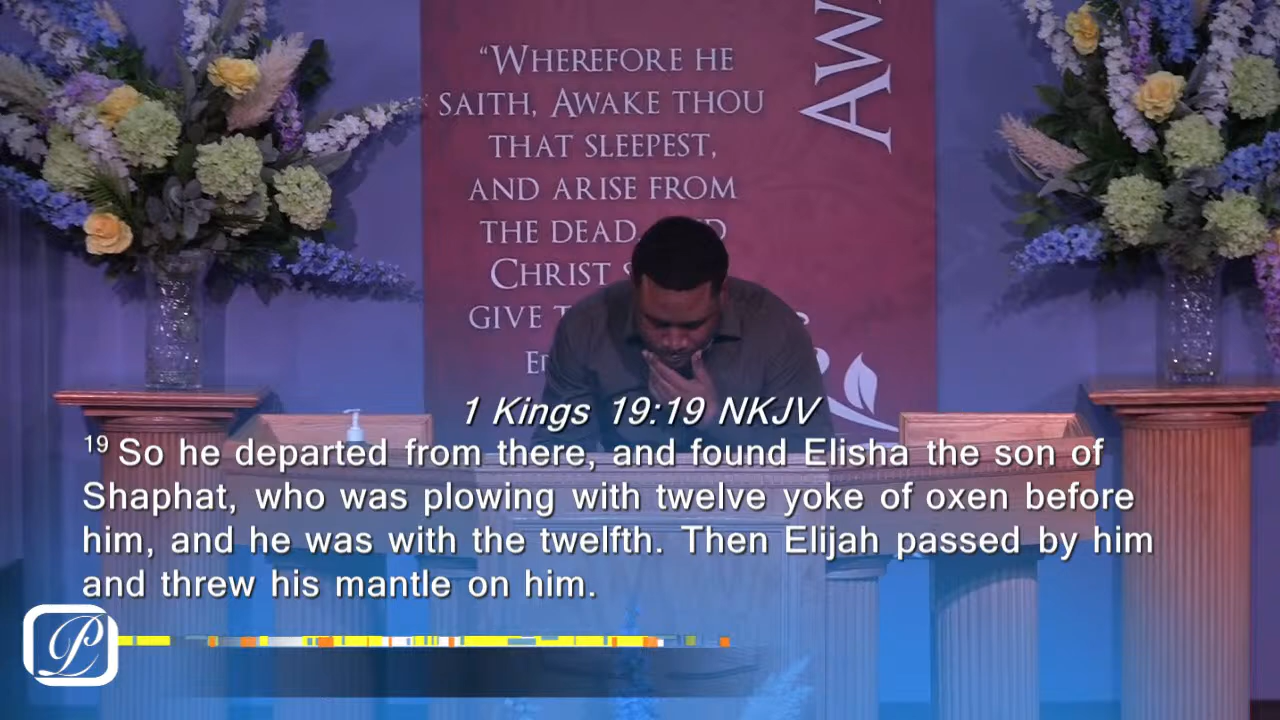 “WHEREFORE HE
SAITH, AWAKE THOU
THAT SLEEPEST,
AND ARISE FROM
THE DEAD,
CHRIST
GIVE
AW
1 Kings 19:19 NKJV
19 So he departed from there, and found Elisha the son of
Shaphat, who was plowing with twelve yoke of oxen before
him, and he was with the twelfth. Then Elijah passed by him
and threw his mantle on him.